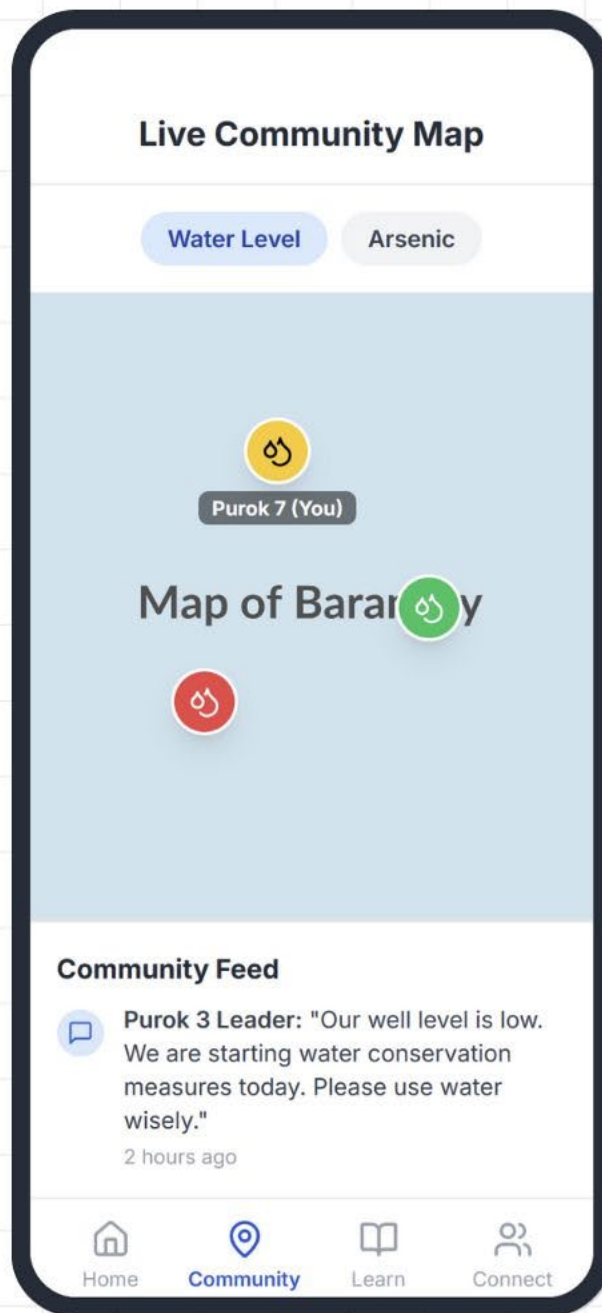 Live Community Map
Water Level
Arsenic
Purok 7 (You)
Map of Bara y
Community Feed
Purok 3 Leader: "Our well level is low.
We are starting water conservation
measures today. Please use water
wisely."
2 hours ago
Home
Community
Learn
Connect